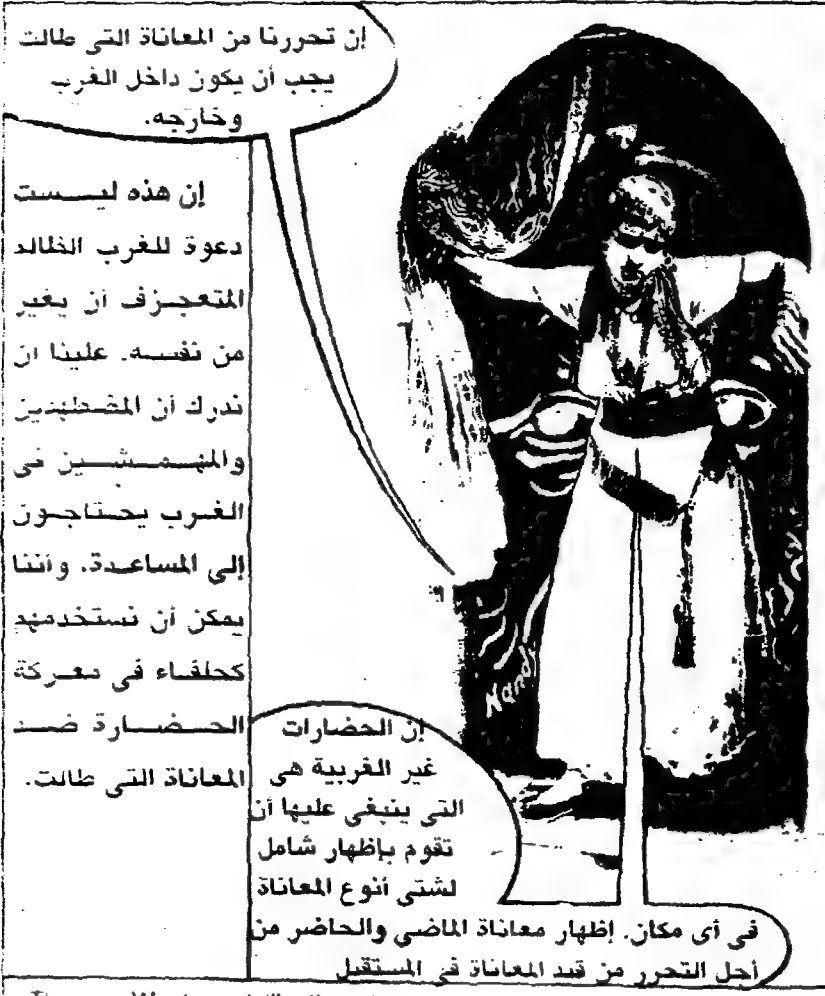 إن تحررنا من المعاناة التى طالت
يجب أن يكون داخل الغرب
وخارجه.
إن هذه ليست
دعوة للغرب الظالم
المتعجرف أن يغير
من نفسه. علينا أن
ندرك أن المضطهدين
والمهمشين فى
الغرب يحتاجون
إلى المساعدة. وأننا
يمكن أن نستخدمهم
كحلفاء فى معركة
الحضارة ضد
المعاناة التى طالت.
إن الحضارات
غير الغربية هى
التى ينبغى عليها أن
تقوم بإظهار شامل
لشتى أنوع المعاناة
فى أى مكان. إظهار معاناة الماضى والحاضر من
أجل التحرر من قيد المعاناة فى المستقبل